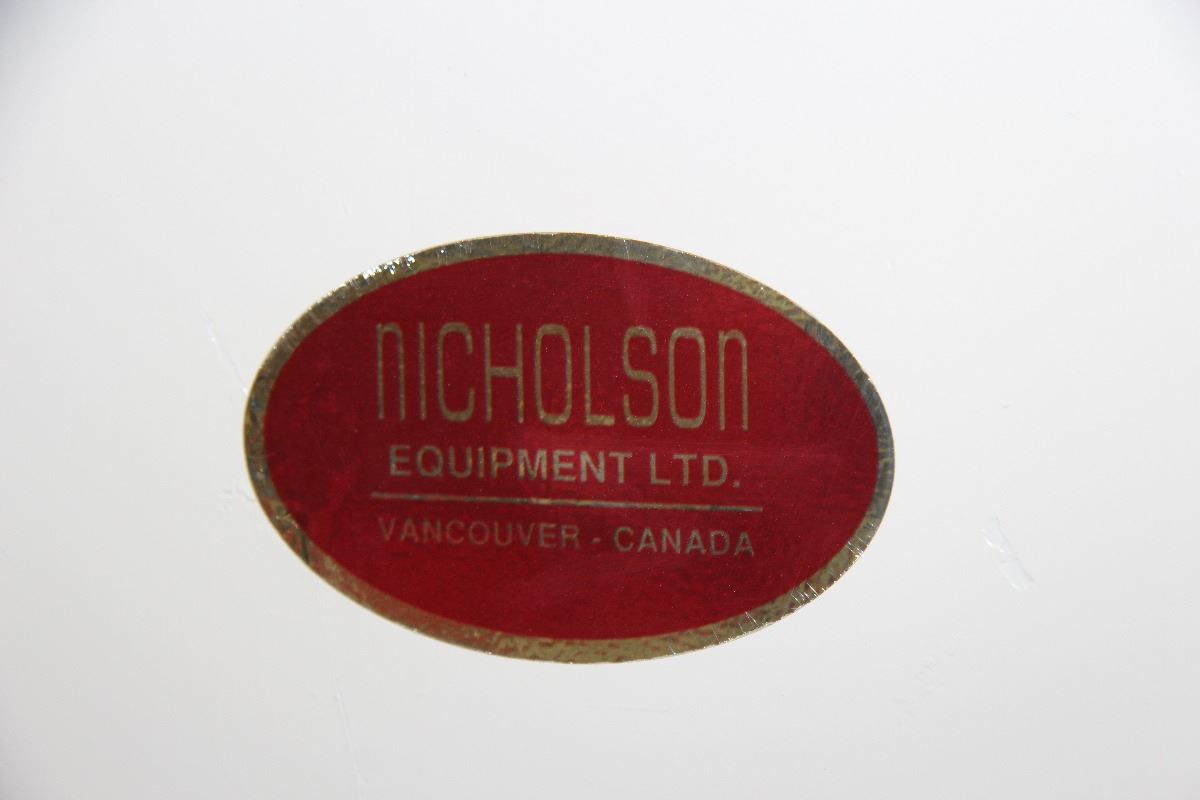 NICHOLSON
EQUIPMENT LTD.
VANCOUVER - CANADA